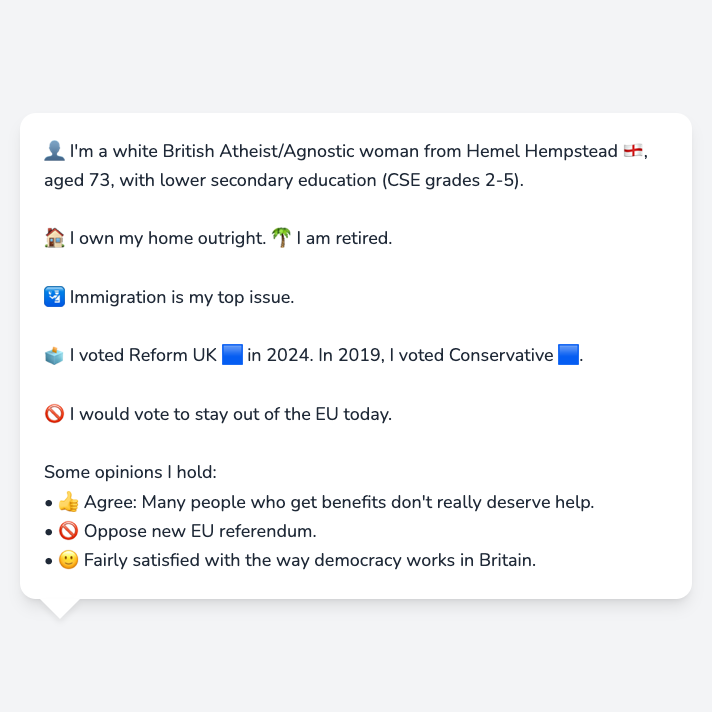 👤 I'm a white British Atheist/Agnostic woman from Hemel Hempstead 🏴󠁧󠁢󠁥󠁮󠁧󠁿,
aged 73, with lower secondary education (CSE grades 2-5).
🏠 I own my home outright. 🌴 I am retired.
🛂 Immigration is my top issue.
🗳️ I voted Reform UK 🟦 in 2024. In 2019, I voted Conservative 🟦.
🚫 I would vote to stay out of the EU today.
Some opinions I hold:
• 👍 Agree: Many people who get benefits don't really deserve help.
• 🚫 Oppose new EU referendum.
• 🙂 Fairly satisfied with the way democracy works in Britain.